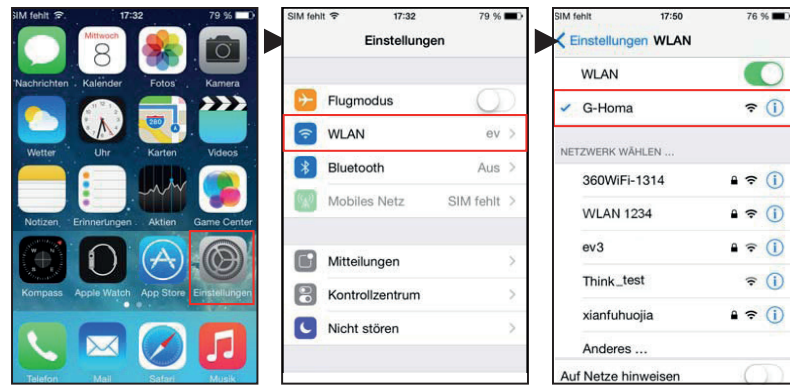 SIM fehlt 17:32 79 %
Mittwoch
8
Nachrichten Kalender Fotos Kamera
280
Wetter Uhr Karten Videos
Notizen Erinnerungen Aktien Game Center
Kompass Apple Watch App Store Einstellungen
Telefon Mail Safari Musik
SIM fehlt 17:32 79 %
Einstellungen
Flugmodus
WLAN ev
Bluetooth Aus
Mobiles Netz SIM fehlt
Mitteilungen
Kontrollzentrum
Nicht stören
SIM fehlt 17:50 76 %
Einstellungen WLAN
WLAN
G-Homa
NETZWERK WÄHLEN ...
360WiFi-1314
WLAN 1234
ev3
Think_test
xianfuhuojia
Anderes ...
Auf Netze hinweisen